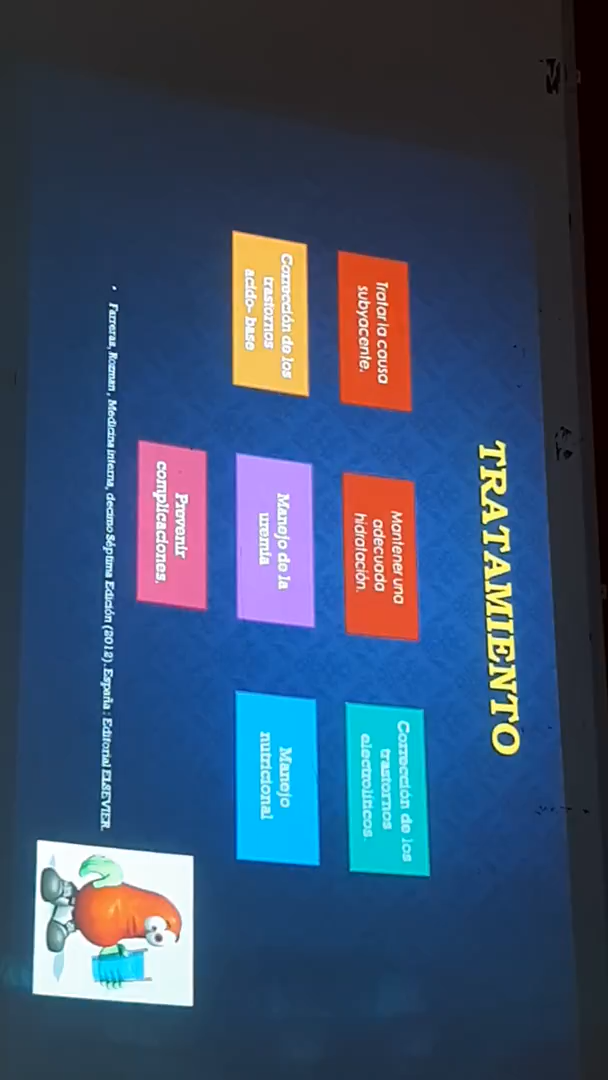 TRATAMIENTO
Tratar la causa
subyacente.
Mantener una
adecuada
hidratación.
Corrección de los
trastornos
electrolíticos.
Corrección de los
trastornos
acido- base
Manejo de la
uremia
Manejo
nutricional
Prevenir
complicaciones.
• Farreras, Rozman, Medicina interna, decimo Séptima Edición (2012). España : Editorial ELSEVIER.